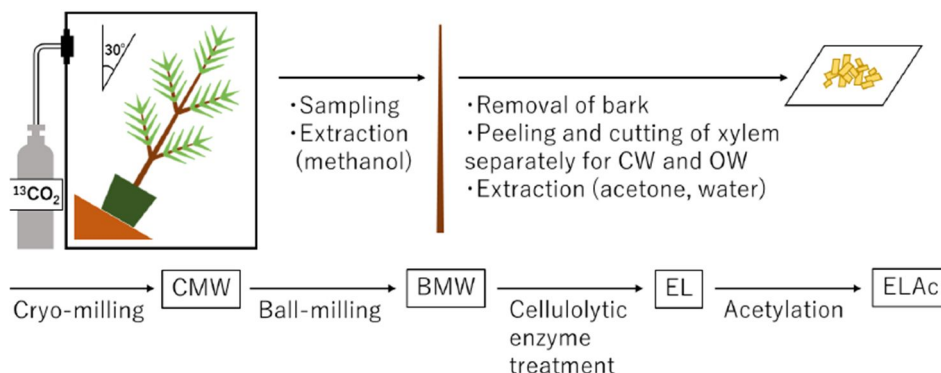 30°
¹³CO₂
・Sampling
・Extraction
(methanol)
・Removal of bark
・Peeling and cutting of xylem
separately for CW and OW
・Extraction (acetone, water)
Cryo-milling
CMW
Ball-milling
BMW
Cellulolytic
enzyme
treatment
EL
Acetylation
ELAc